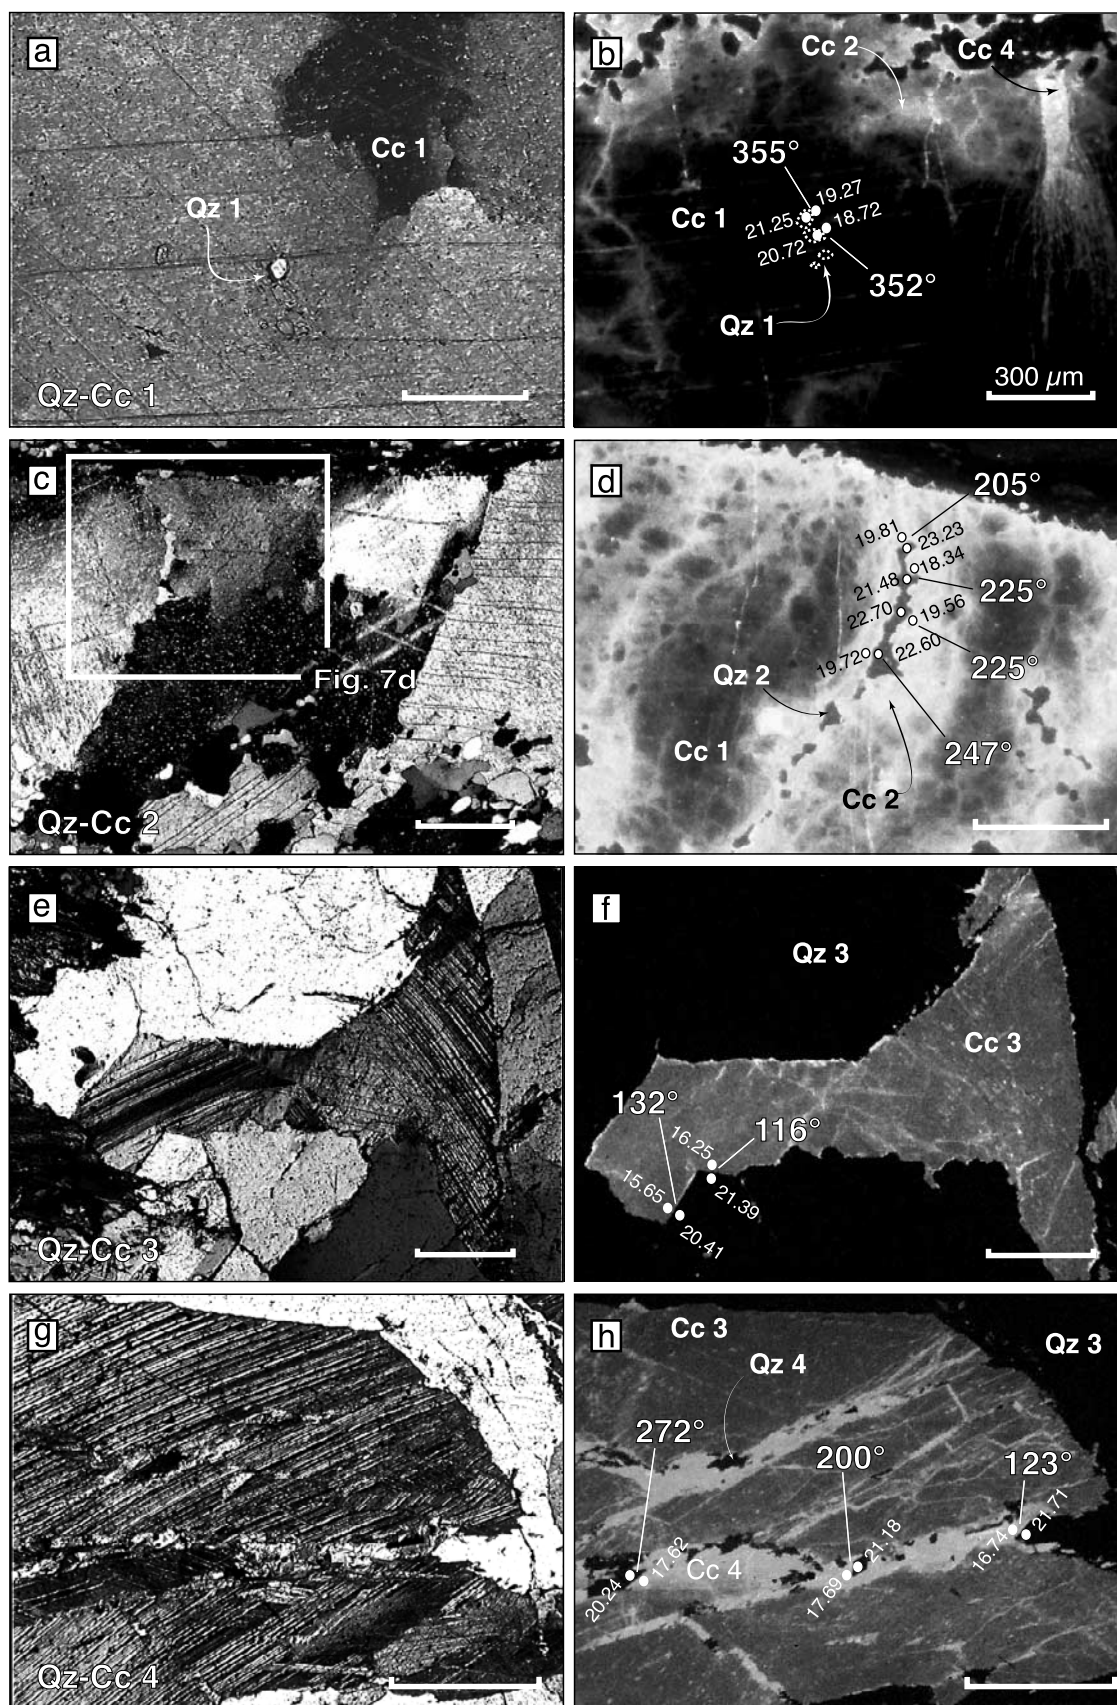 a
Cc 1
Qz 1
Qz-Cc 1
b
Cc 2
Cc 4
355°
19.27
21.25
18.72
Cc 1
20.72
352°
Qz 1
300 µm
c
Fig. 7d
Qz-Cc 2
d
205°
19.81
23.23
18.34
21.48
225°
22.70
19.56
19.72
22.60
225°
Qz 2
Cc 1
247°
Cc 2
e
Qz-Cc 3
f
Qz 3
Cc 3
132°
116°
16.25
15.65
21.39
20.41
g
Qz-Cc 4
h
Cc 3
Qz 3
Qz 4
272°
200°
123°
21.71
16.74
21.18
17.62
Cc 4
20.24
17.69